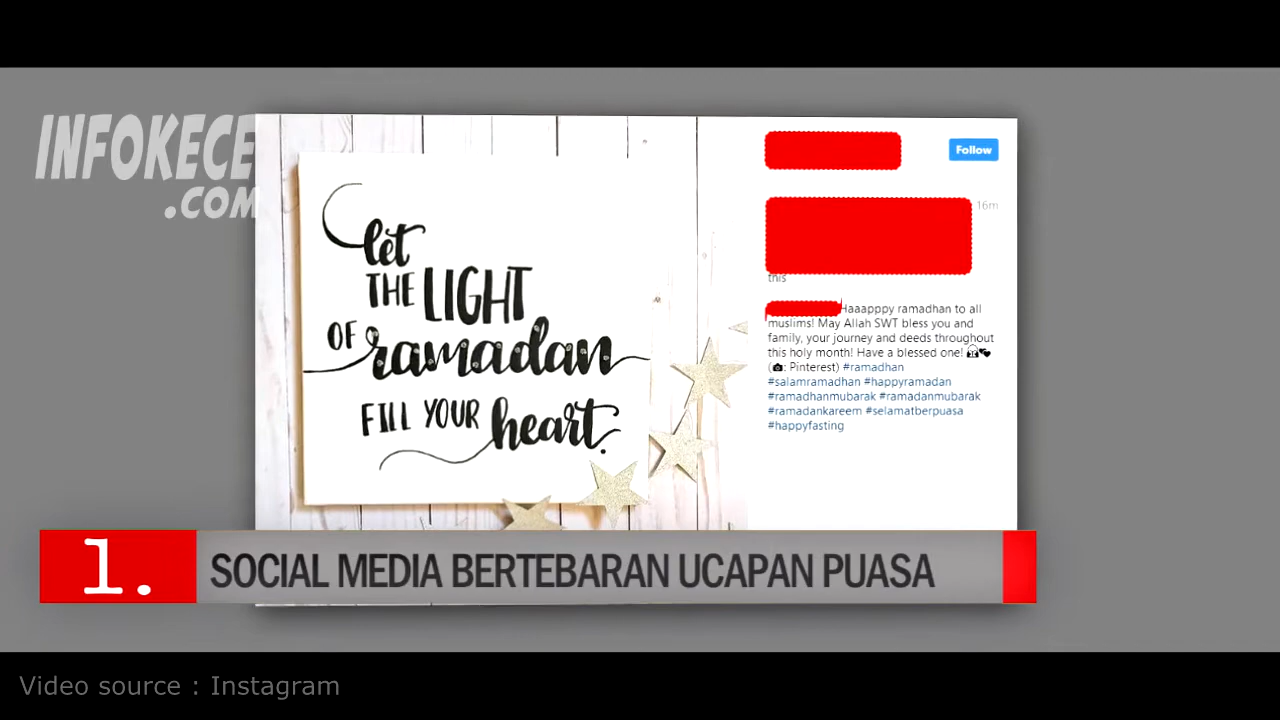 INFOKECE
.COM
let
THE LIGHT
OF ramadan
FILL YOUR heart.
Follow
16m
this
Haaapppy ramadhan to all
muslims! May Allah SWT bless you and
family, your journey and deeds throughout
this holy month! Have a blessed one!
(: Pinterest) #ramadhan
#salamramadhan #happyramadan
#ramadhanmubarak #ramadanmubarak
#ramadankareem #selamatberpuasa
#happyfasting
1. SOCIAL MEDIA BERTEBARAN UCAPAN PUASA
Video source : Instagram